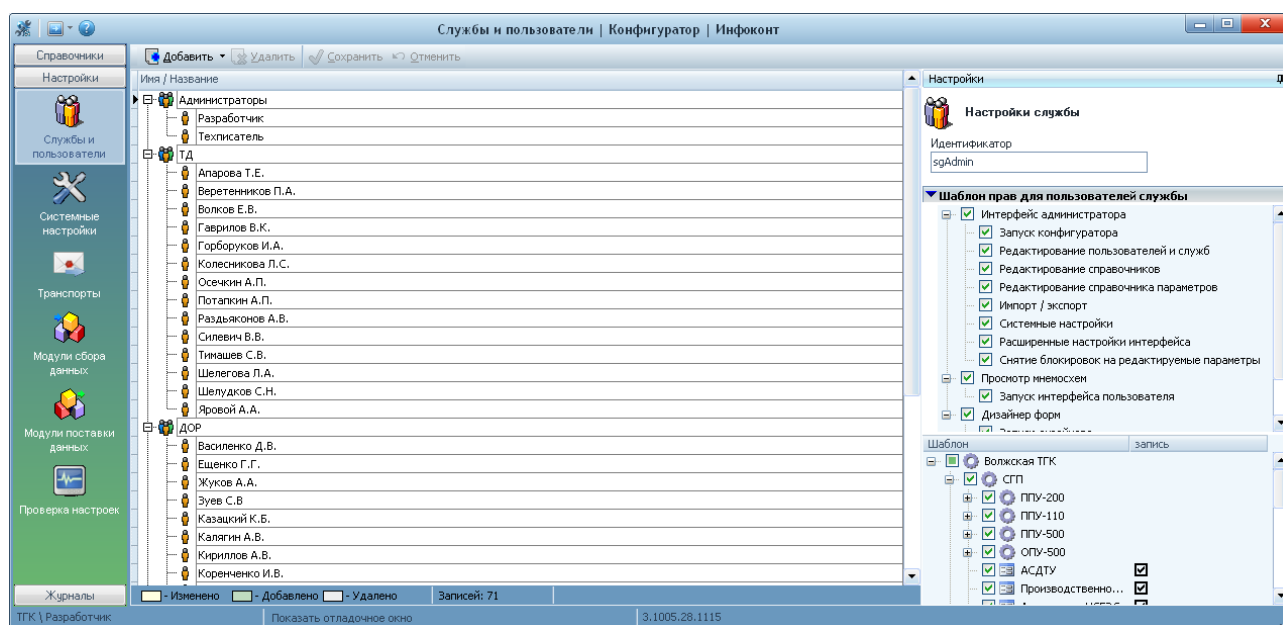 Службы и пользователи | Конфигуратор | Инфоконт
Справочники
Настройки
Службы и
пользователи
Системные
настройки
Транспорты
Модули сбора
данных
Модули поставки
данных
Проверка настроек
Журналы
Добавить
Удалить
Сохранить
Отменить
Имя / Название
Администраторы
Разработчик
Техписатель
ТД
Апарова Т.Е.
Веретенников П.А.
Волков Е.В.
Гаврилов В.К.
Горборуков И.А.
Колесникова Л.С.
Осечкин А.П.
Потапкин А.П.
Раздьяконов А.В.
Силевич В.В.
Тимашев С.В.
Шелегова Л.А.
Шелудков С.Н.
Яровой А.А.
ДОР
Василенко Д.В.
Ещенко Г.Г.
Жуков А.А.
Зуев С.В
Казацкий К.Б.
Калягин А.В.
Кириллов А.В.
Коренченко И.В.
- Изменено
- Добавлено
- Удалено
Записей: 71
Настройки
Настройки службы
Идентификатор
sgAdmin
Шаблон прав для пользователей службы
Интерфейс администратора
Запуск конфигуратора
Редактирование пользователей и служб
Редактирование справочников
Редактирование справочника параметров
Импорт / экспорт
Системные настройки
Расширенные настройки интерфейса
Снятие блокировок на редактируемые параметры
Просмотр мнемосхем
Запуск интерфейса пользователя
Дизайнер форм
Шаблон
запись
Волжская ТГК
СГП
ППУ-200
ППУ-110
ППУ-500
ОПУ-500
АСДТУ
Производственно...
ТГК \ Разработчик
Показать отладочное окно
3.1005.28.1115